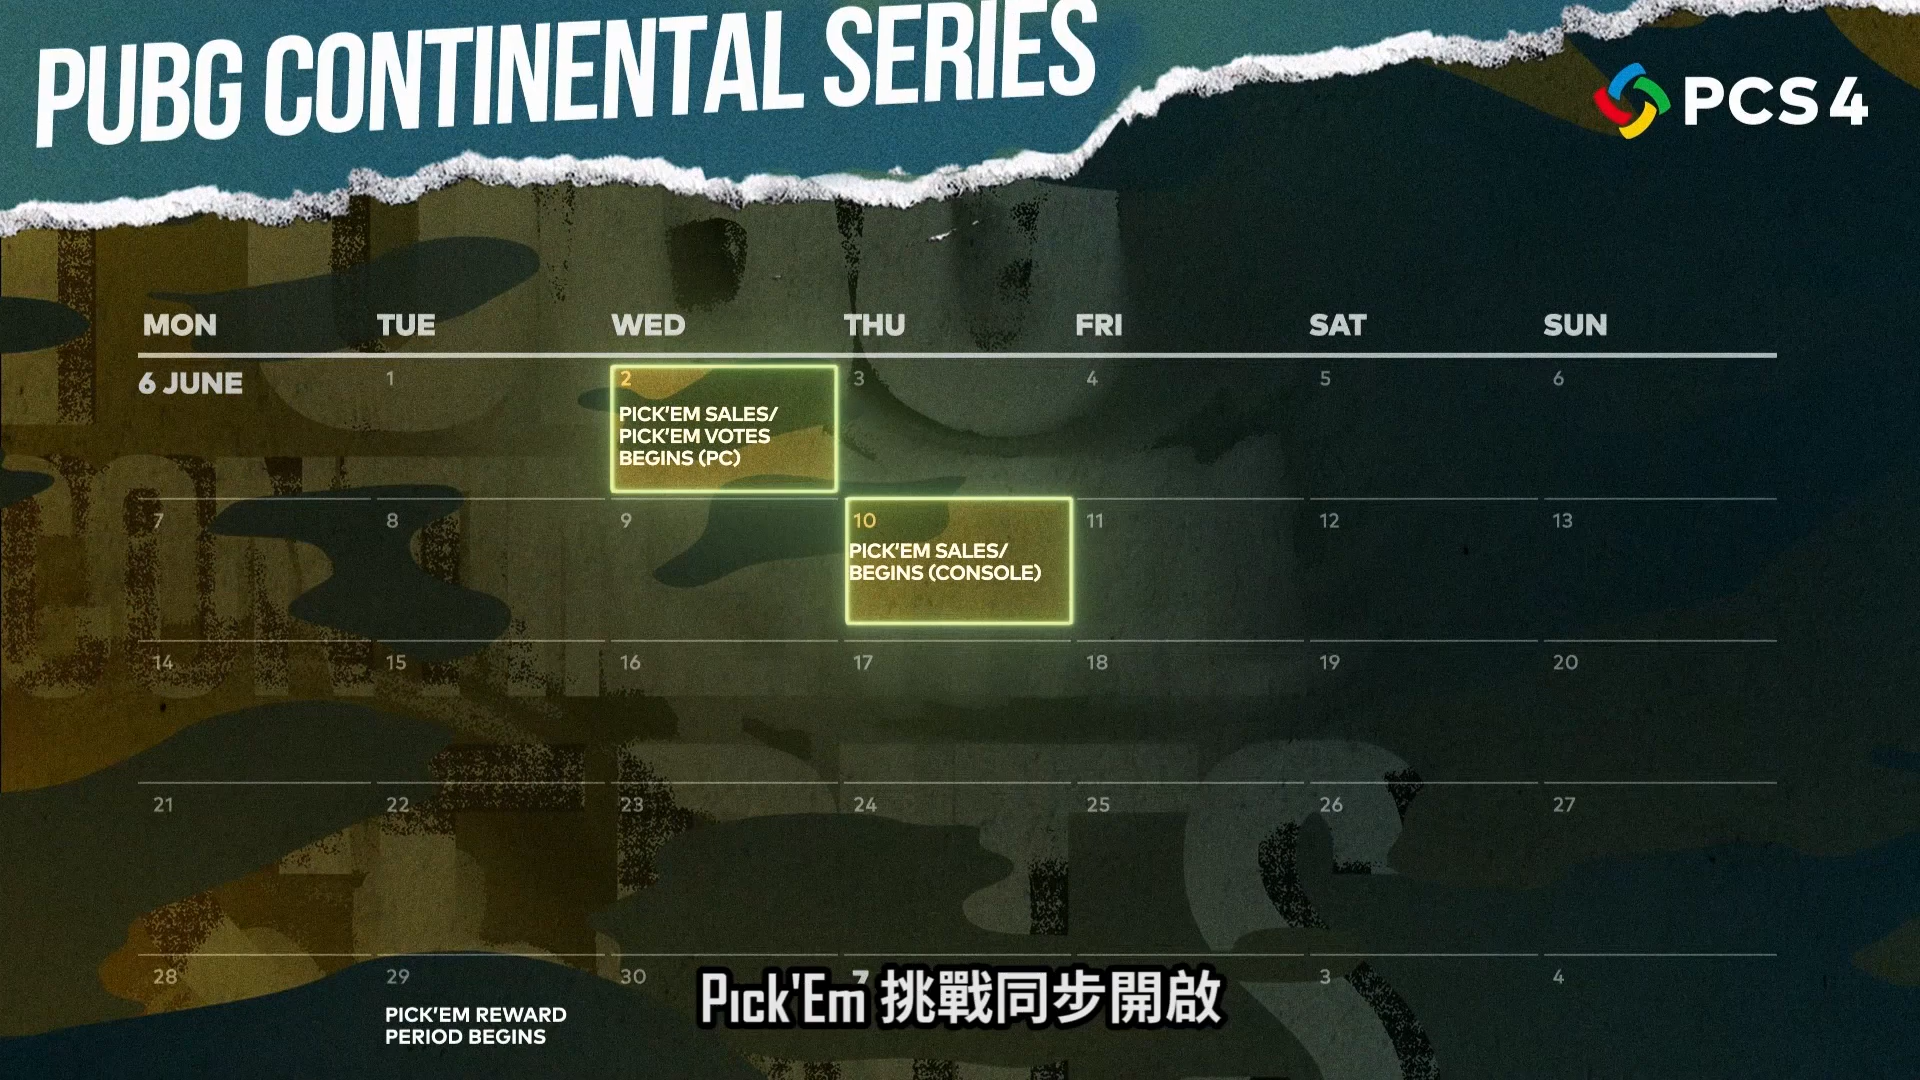 PUBG CONTINENTAL SERIES
PCS 4
MON TUE WED THU FRI SAT SUN
6 JUNE 1 2 3 4 5 6
PICK'EM SALES/
PICK'EM VOTES
BEGINS (PC)
7 8 9 10 11 12 13
PICK'EM SALES/
BEGINS (CONSOLE)
14 15 16 17 18 19 20
21 22 23 24 25 26 27
28 29 30 7 3 4
PICK'EM REWARD
PERIOD BEGINS
Pick'Em 挑戰同步開啟